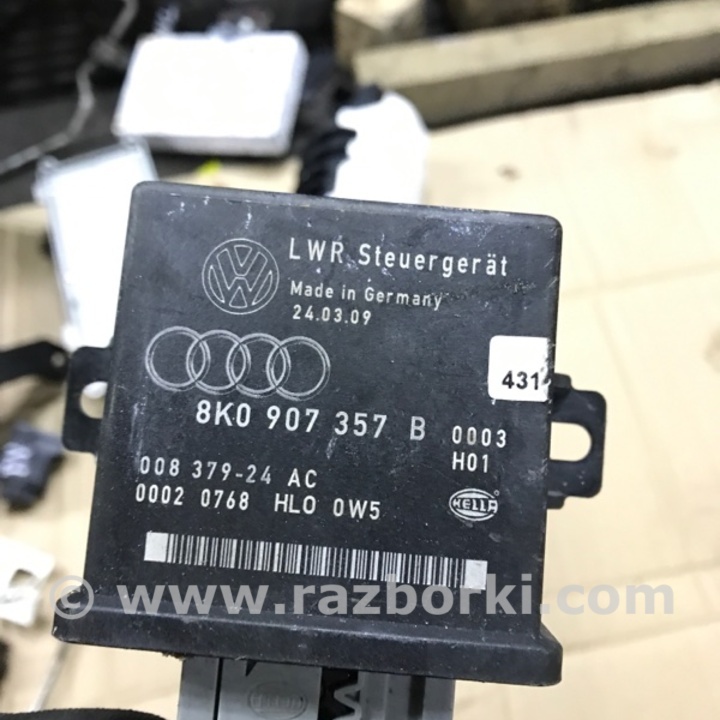 LWR Steuergerät
Made in Germany
24.03.09
431
8K0 907 357 B 0003
H01
008 379-24 AC
0002 0768 HLO 0W5
HELLA
© www.razborki.com
HELLA